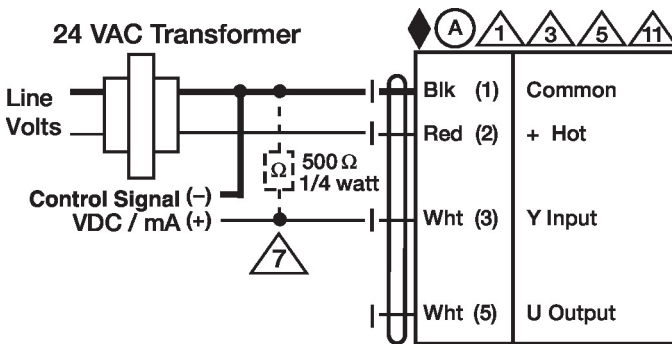 24 VAC Transformer
A 1 3 5 11
Line
Volts
Blk (1) Common
Red (2) + Hot
Ω 500 Ω
1/4 watt
Control Signal (–)
VDC / mA (+)
Wht (3) Y Input
7
Wht (5) U Output